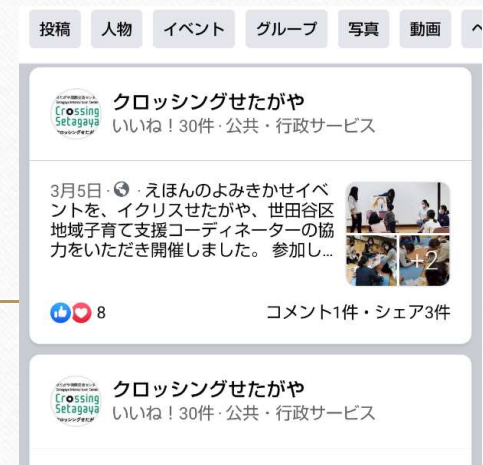 投稿 人物 イベント グループ 写真 動画
Crossing
Setagaya
クロッシングせたがや
いいね！30件·公共・行政サービス
3月5日· ·えほんのよみきかせイベ
ントを、イクリスせたがや、世田谷区
地域子育て支援コーディネーターの協
力をいただき開催しました。 参加し...
+2
8
コメント1件・シェア3件
Crossing
Setagaya
クロッシングせたがや
いいね！30件·公共・行政サービス